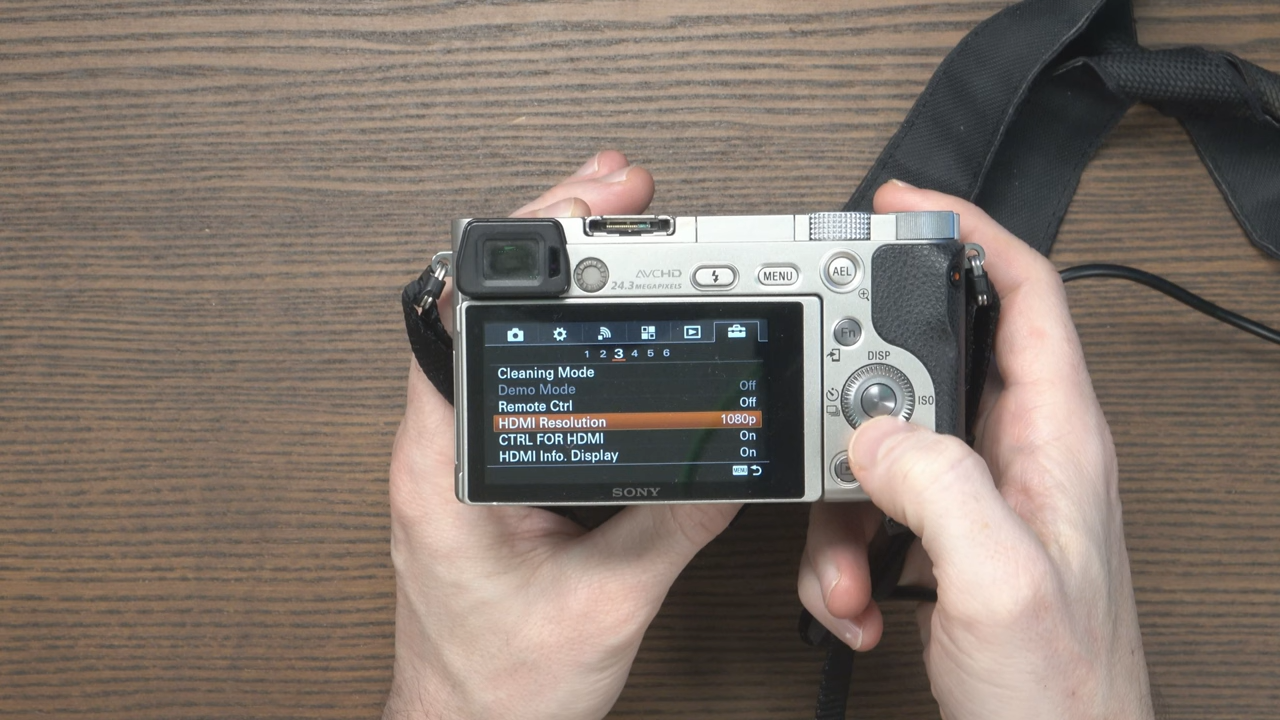 AVCHD
24.3 MEGAPIXELS
MENU
AEL
Fn
DISP
ISO
1 2 3 4 5 6
Cleaning Mode
Demo Mode Off
Remote Ctrl Off
HDMI Resolution 1080p
CTRL FOR HDMI On
HDMI Info. Display On
MENU
SONY